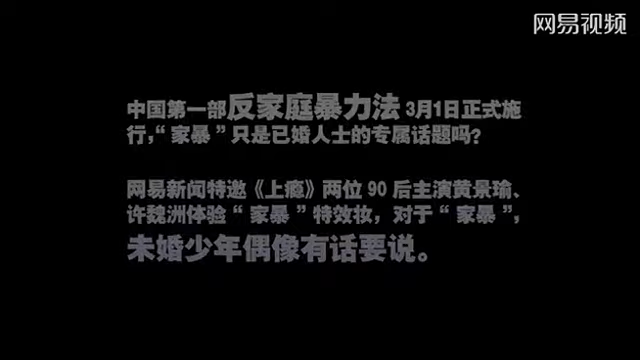 网易视频
中国第一部反家庭暴力法 3月1日正式施
行，“家暴”只是已婚人士的专属话题吗？
网易新闻特邀《上瘾》两位 90 后主演黄景瑜、
许魏洲体验“家暴”特效妆，对于“家暴”，
未婚少年偶像有话要说。